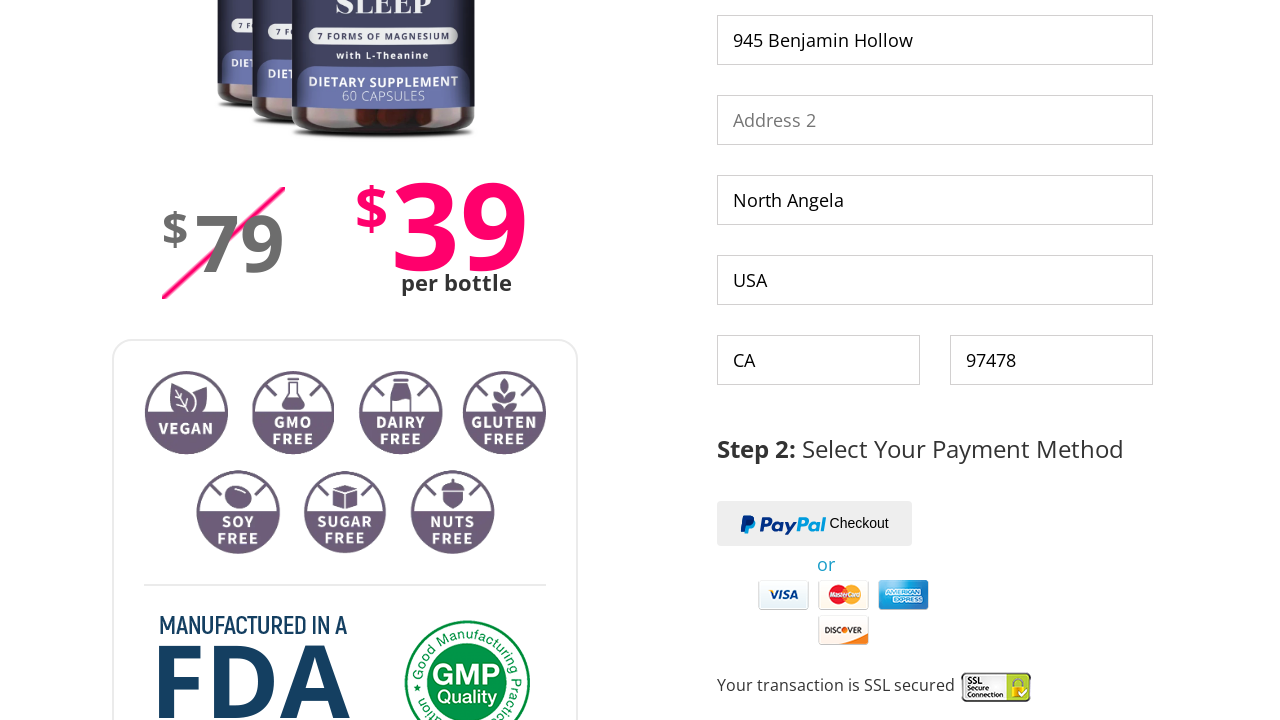 SLEEP
7 FORMS OF MAGNESIUM
with L-Theanine
DIETARY SUPPLEMENT
60 CAPSULES
$79
$39
per bottle
VEGAN
GMO FREE
DAIRY FREE
GLUTEN FREE
SOY FREE
SUGAR FREE
NUTS FREE
MANUFACTURED IN A
FDA
Good Manufacturing
GMP
Quality
945 Benjamin Hollow
Address 2
North Angela
USA
CA
97478
Step 2: Select Your Payment Method
PayPal Checkout
or
VISA
MasterCard
AMERICAN EXPRESS
DISCOVER
Your transaction is SSL secured
SSL
Secure
Connection